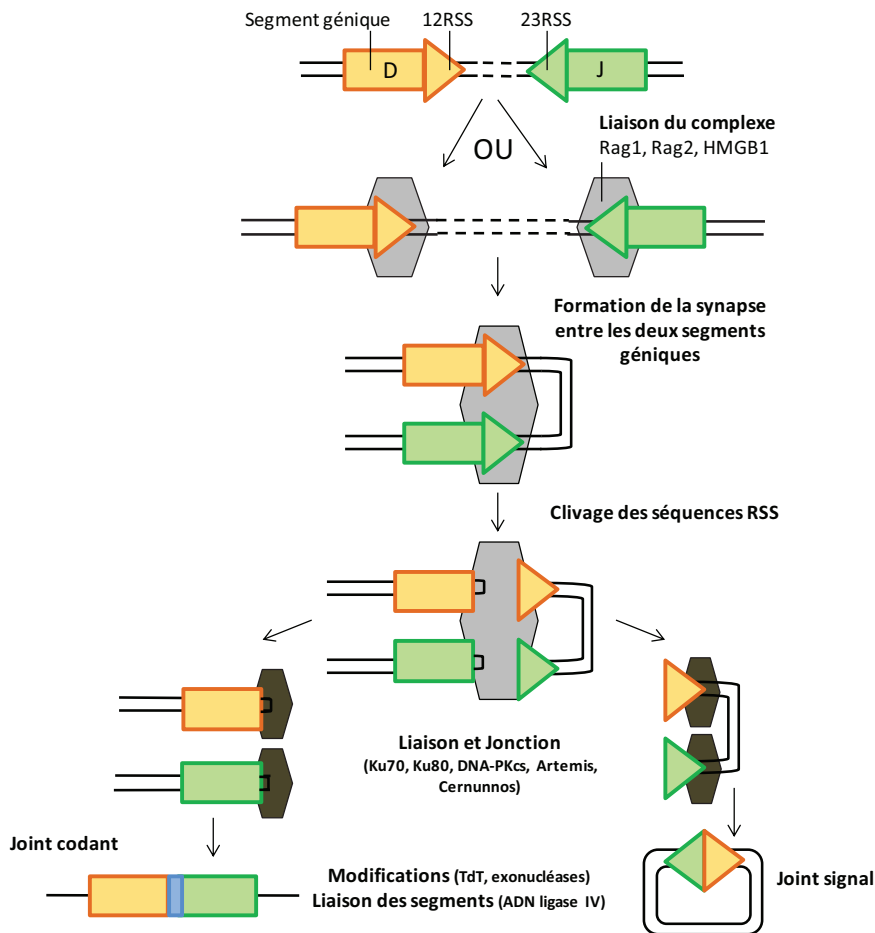 Segment génique 12RSS 23RSS
D J
Liaison du complexe
OU Rag1, Rag2, HMGB1
Formation de la synapse
entre les deux segments
géniques
Clivage des séquences RSS
Liaison et Jonction
(Ku70, Ku80, DNA-PKcs, Artemis,
Cernunnos)
Joint codant
Modifications (TdT, exonucléases)
Liaison des segments (ADN ligase IV)
Joint signal